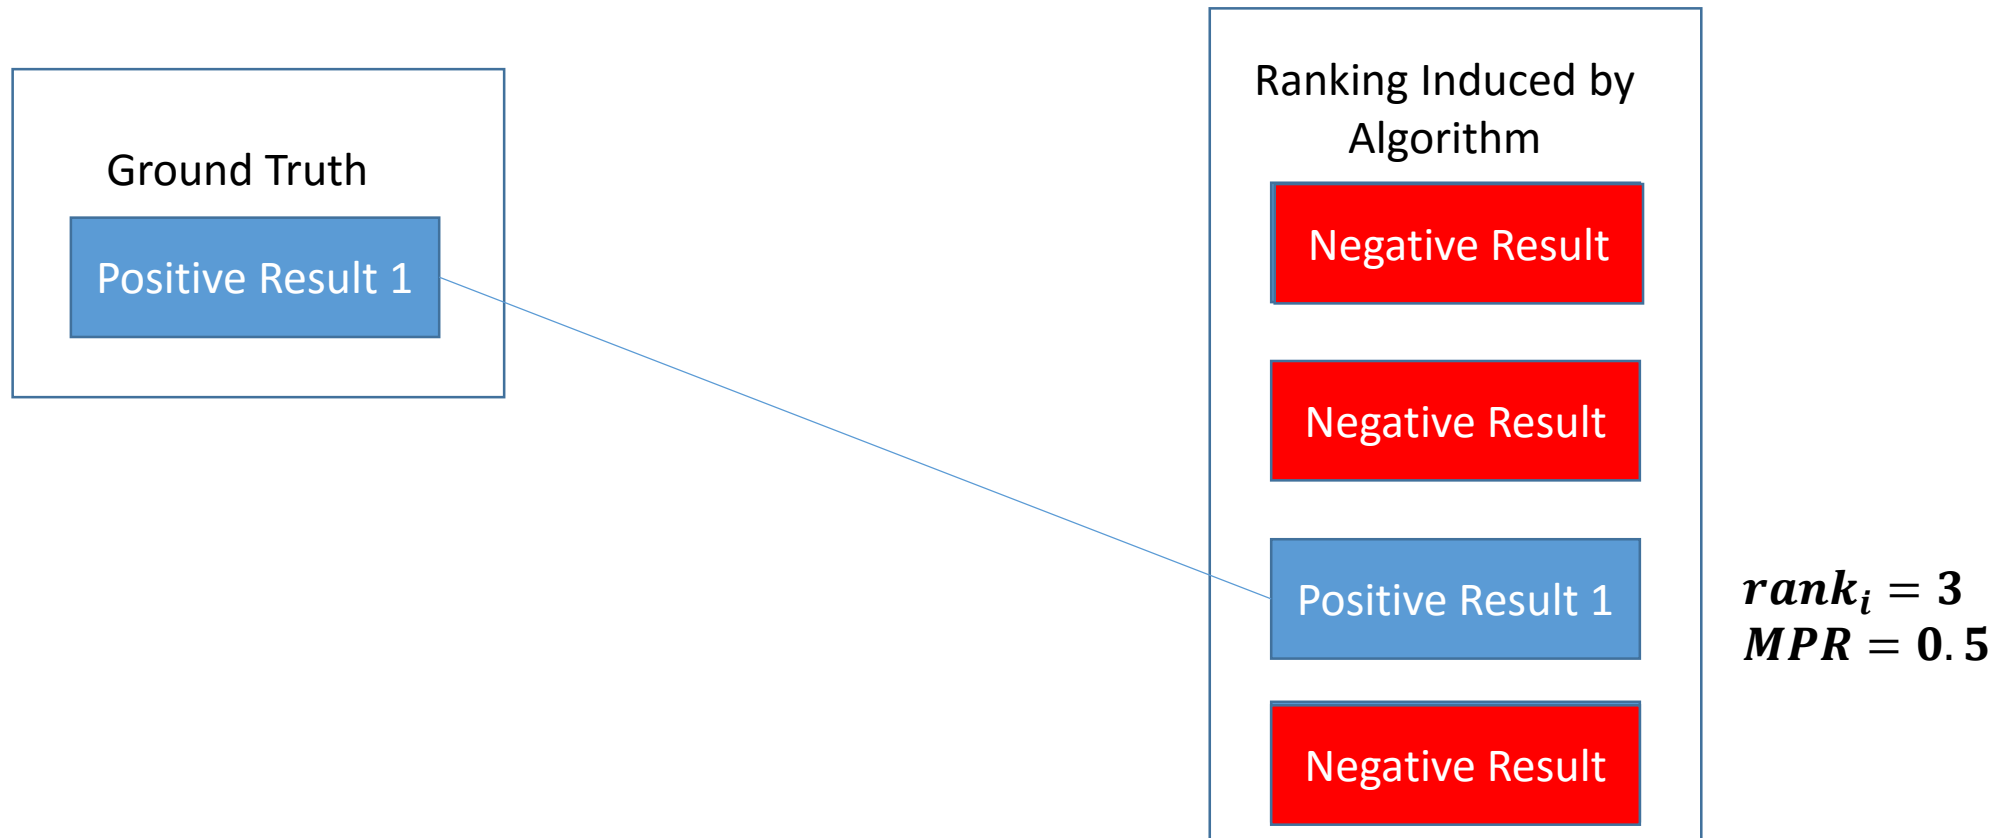 Ground Truth
Positive Result 1
Ranking Induced by
Algorithm
Negative Result
Negative Result
Positive Result 1
Negative Result
rankᵢ = 3
MPR = 0.5